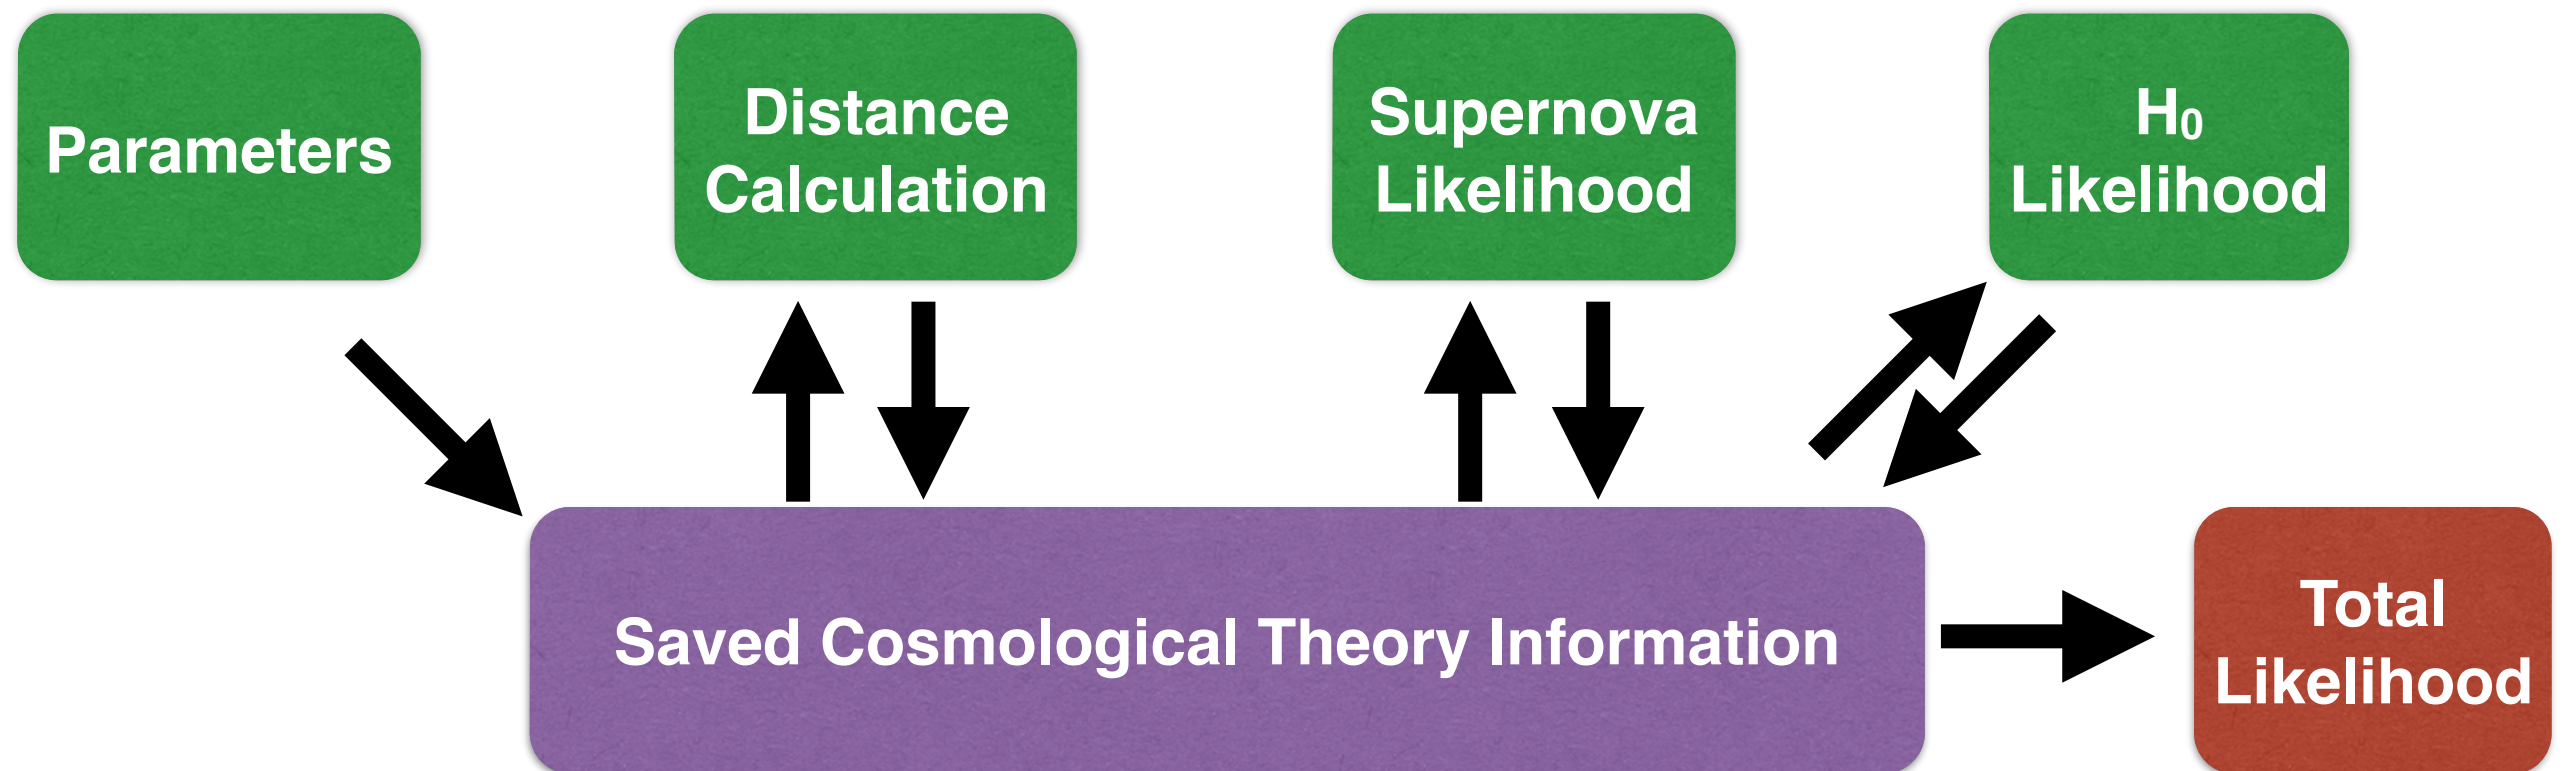 Parameters
Distance
Calculation
Supernova
Likelihood
H₀
Likelihood
Saved Cosmological Theory Information
Total
Likelihood